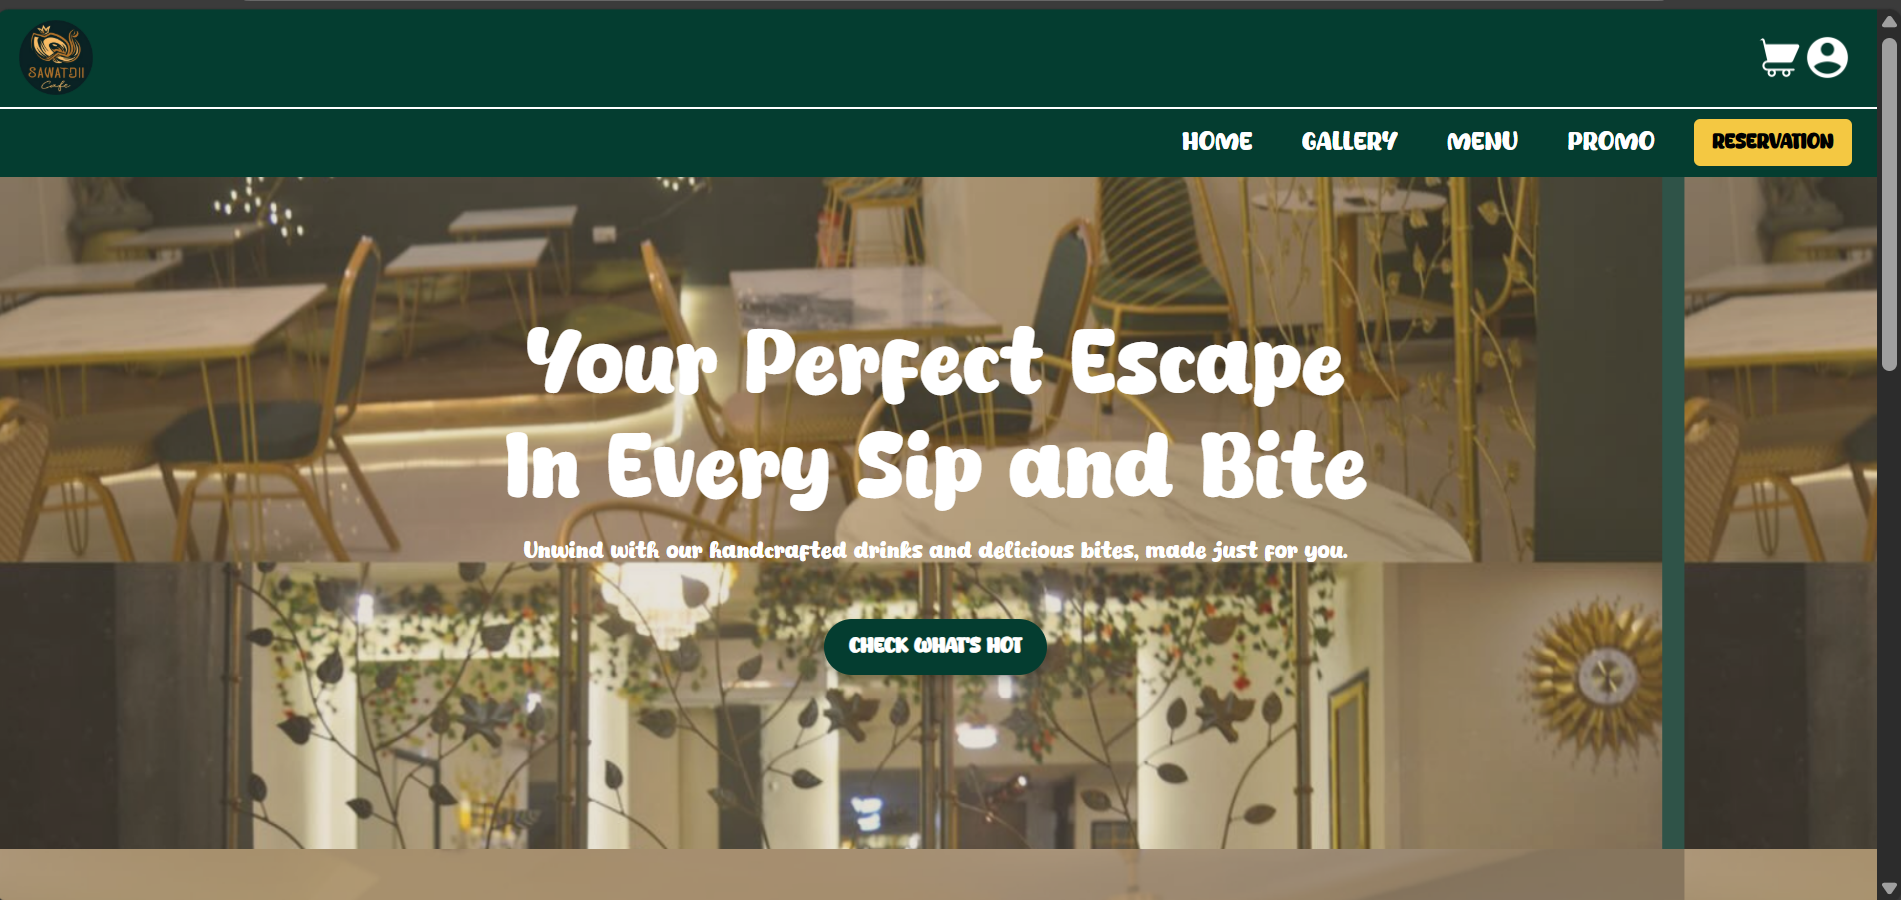 SAWATDII
Cafe
HOME GALLERY MENU PROMO RESERVATION
Your Perfect Escape
In Every Sip and Bite
Unwind with our handcrafted drinks and delicious bites, made just for you.
CHECK WHAT'S HOT